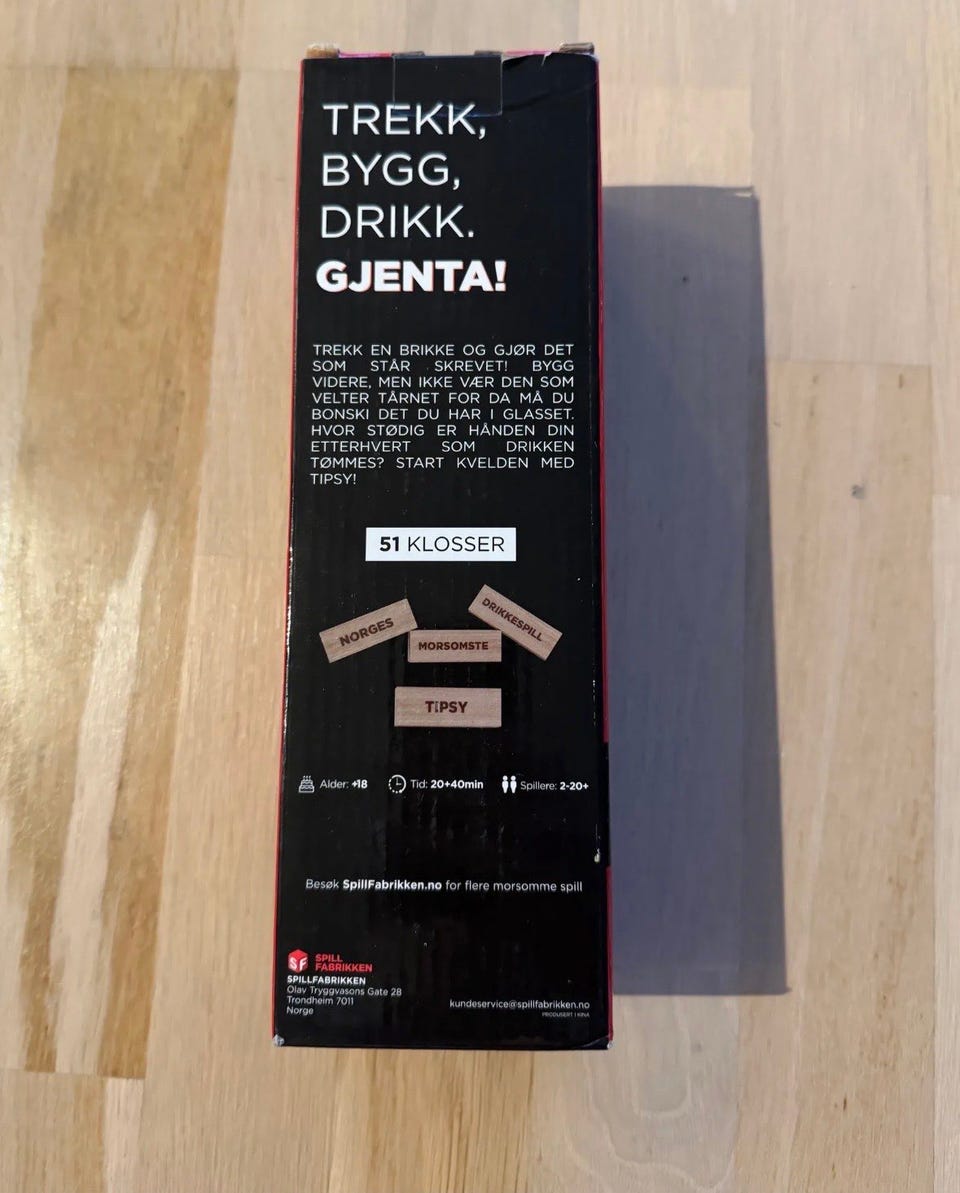 TREKK,
BYGG,
DRIKK.
GJENTA!
TREKK EN BRIKKE OG GJØR DET
SOM STÅR SKREVET! BYGG
VIDERE, MEN IKKE VÆR DEN SOM
VELTER TÅRNET FOR DA MÅ DU
BONSKI DET DU HAR I GLASSET.
HVOR STØDIG ER HÅNDEN DIN
ETTERHVERT SOM DRIKKEN
TØMMES? START KVELDEN MED
TIPSY!
51 KLOSSER
NORGES
MORSOMSTE
DRIKKESPILL
TIPSY
Alder: +18 Tid: 20+40min Spillere: 2-20+
Besøk SpillFabrikken.no for flere morsomme spill
SF SPILL
FABRIKKEN
SPILLFABRIKKEN
Olav Tryggvasons Gate 28
Trondheim 7011
Norge
kundeservice@spillfabrikken.no
PRODUSERT I KINA